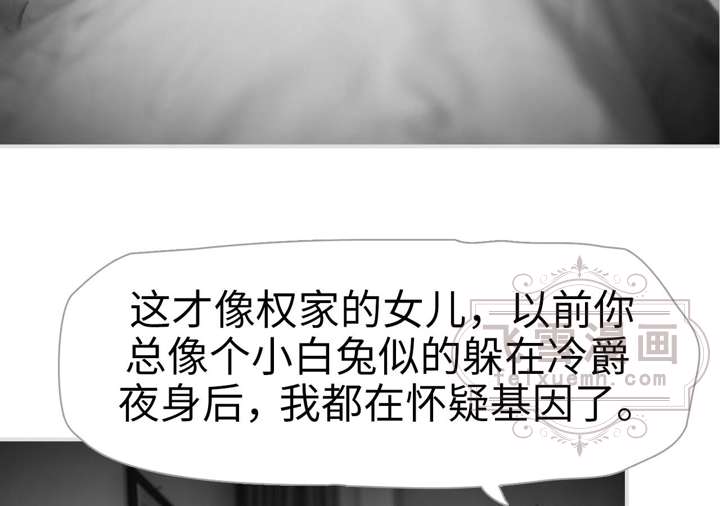 这才像权家的女儿，以前你
总像个小白兔似的躲在冷爵
夜身后，我都在怀疑基因了。
飞雪漫画
feixuemh.com